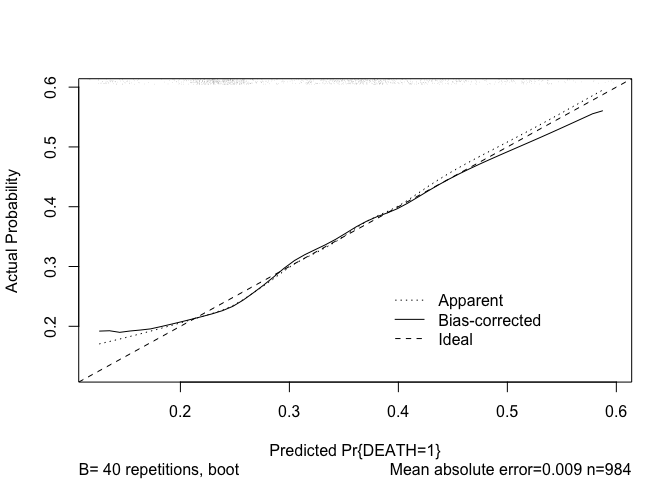 0.6
0.5
0.4
0.3
0.2
Actual Probability
Apparent
Bias-corrected
Ideal
0.2 0.3 0.4 0.5 0.6
Predicted Pr{DEATH=1}
B= 40 repetitions, boot Mean absolute error=0.009 n=984